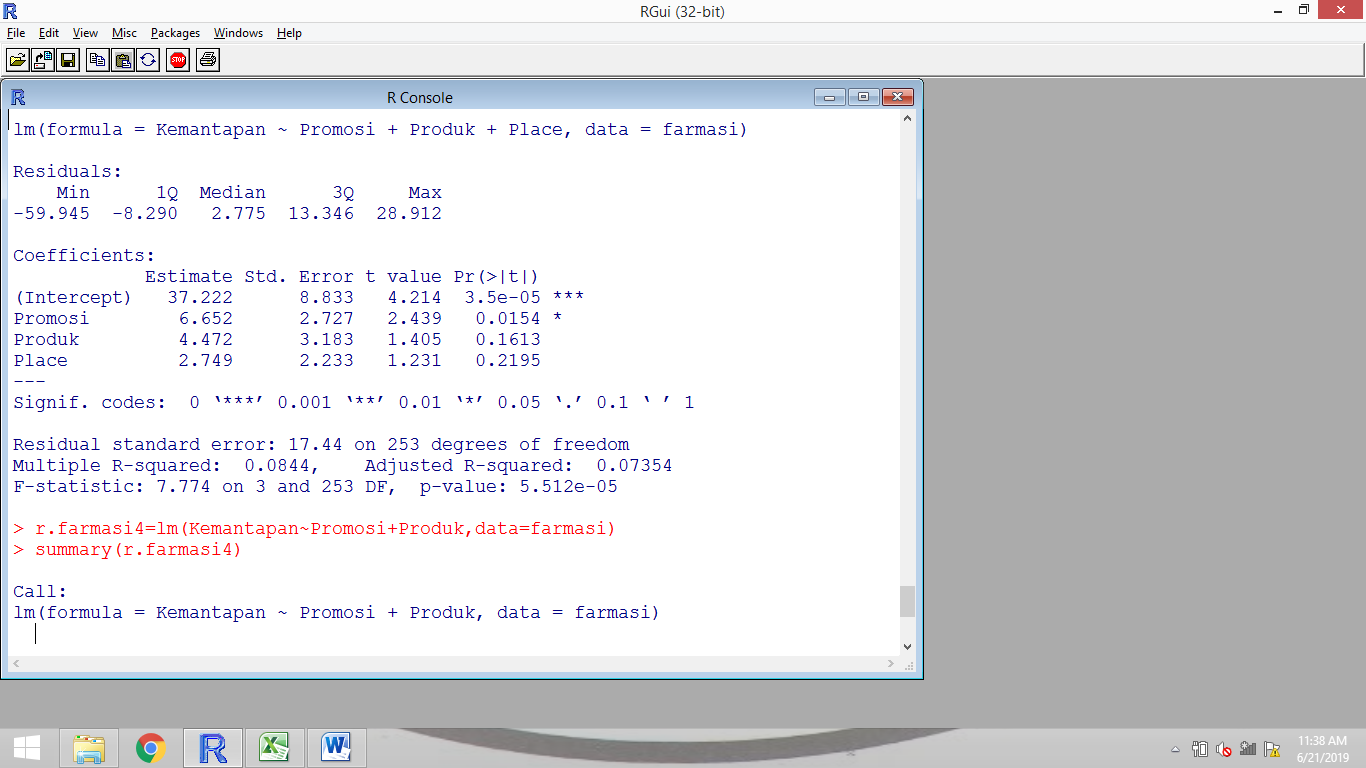 RGui (32-bit)
File Edit View Misc Packages Windows Help
STOP
R Console
lm(formula = Kemantapan ~ Promosi + Produk + Place, data = farmasi)
Residuals:
    Min      1Q  Median      3Q     Max
-59.945  -8.290   2.775  13.346  28.912
Coefficients:
            Estimate Std. Error t value Pr(>|t|)
(Intercept)   37.222      8.833   4.214  3.5e-05 ***
Promosi        6.652      2.727   2.439   0.0154 *
Produk         4.472      3.183   1.405   0.1613
Place          2.749      2.233   1.231   0.2195
---
Signif. codes:  0 ‘***’ 0.001 ‘**’ 0.01 ‘*’ 0.05 ‘.’ 0.1 ‘ ’ 1
Residual standard error: 17.44 on 253 degrees of freedom
Multiple R-squared:  0.0844,    Adjusted R-squared:  0.07354
F-statistic: 7.774 on 3 and 253 DF,  p-value: 5.512e-05
> r.farmasi4=lm(Kemantapan~Promosi+Produk,data=farmasi)
> summary(r.farmasi4)
Call:
lm(formula = Kemantapan ~ Promosi + Produk, data = farmasi)
11:38 AM
6/21/2019